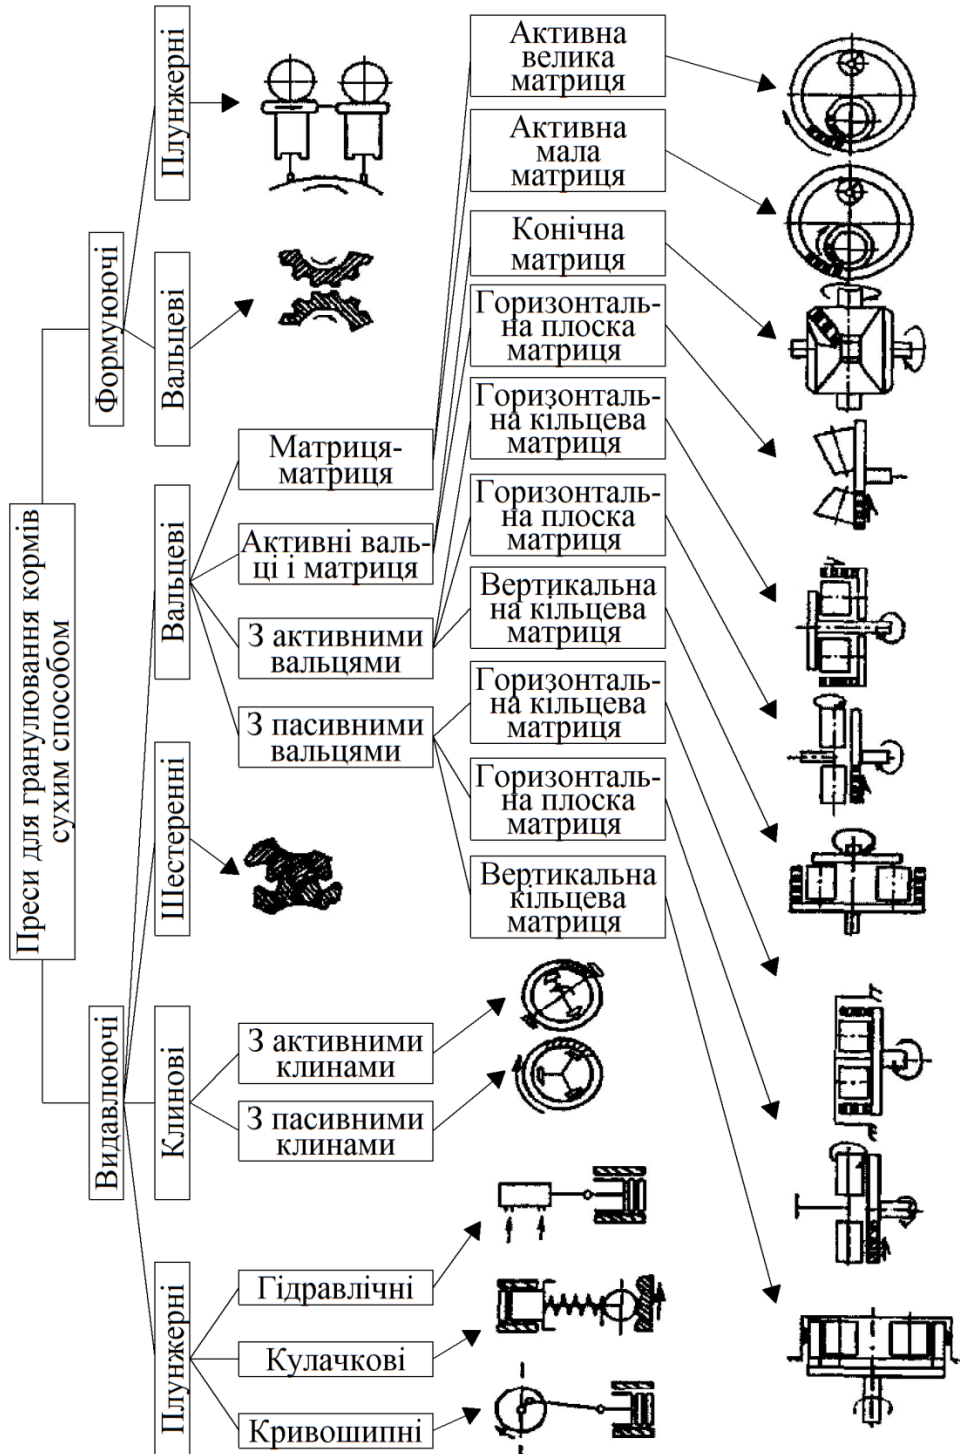 Преси для гранулювання кормів
сухим способом
Формуючі
Видавлюючі
Плунжерні
Вальцеві
Вальцеві
Шестеренні
Клинові
Плунжерні
Матриця-
матриця
Активні валь-
ці і матриця
З активними
вальцями
З пасивними
вальцями
З активними
клинами
З пасивними
клинами
Гідравлічні
Кулачкові
Кривошипні
Активна
велика
матриця
Активна
мала
матриця
Конічна
матриця
Горизонталь-
на плоска
матриця
Горизонталь-
на кільцева
матриця
Горизонталь-
на плоска
матриця
Вертикальна
на кільцева
матриця
Горизонталь-
на кільцева
матриця
Горизонталь-
на плоска
матриця
Вертикальна
кільцева
матриця